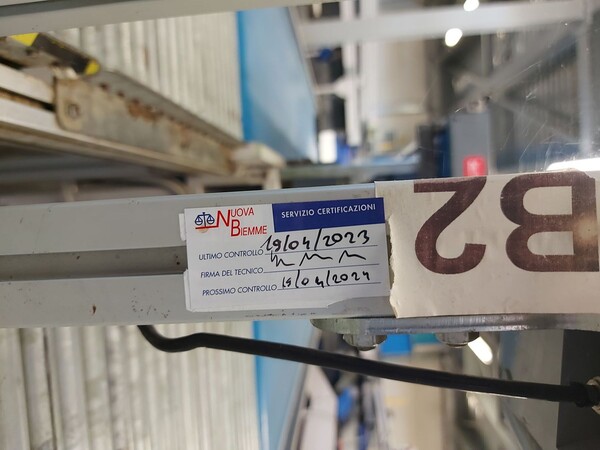 NUOVA BIEMME
SERVIZIO CERTIFICAZIONI
ULTIMO CONTROLLO 19/04/2023
FIRMA DEL TECNICO
PROSSIMO CONTROLLO 19/04/2024
B2